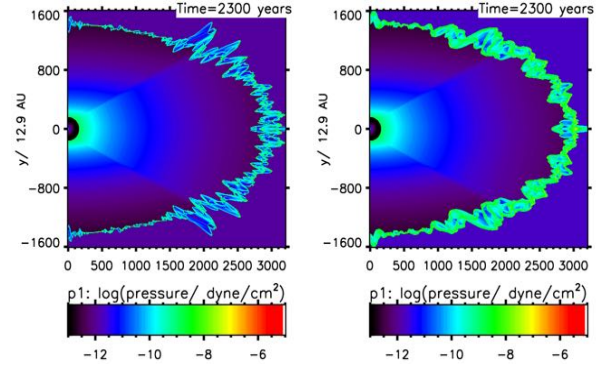 Time=2300 years
Time=2300 years
1600
800
0
−800
−1600
y/ 12.9 AU
0 500 1000 1500 2000 2500 3000
p1: log(pressure/ dyne/cm²)
−12 −10 −8 −6
1600
800
0
−800
−1600
y/ 12.9 AU
0 500 1000 1500 2000 2500 3000
p1: log(pressure/ dyne/cm²)
−12 −10 −8 −6